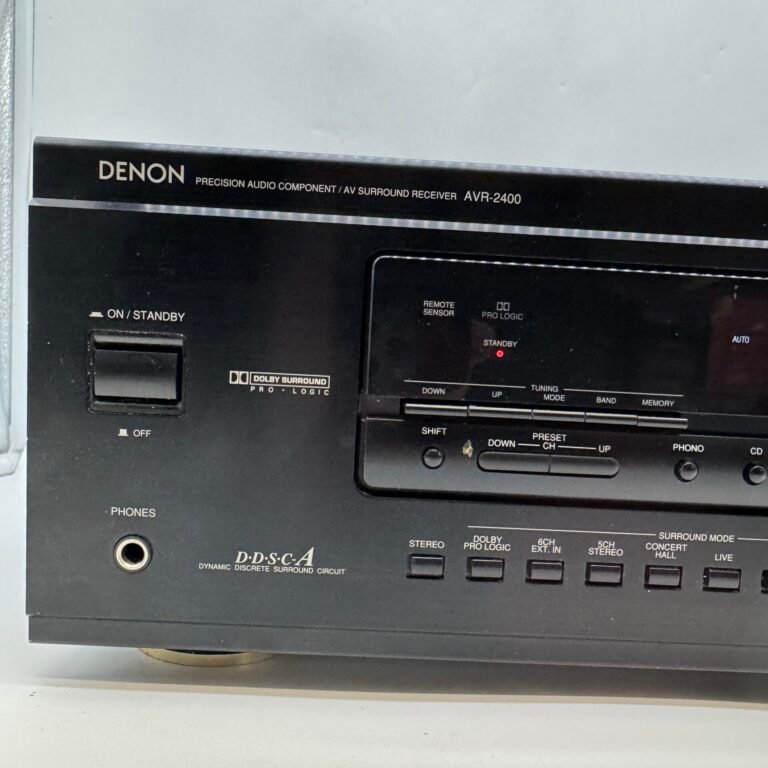 DENON PRECISION AUDIO COMPONENT / AV SURROUND RECEIVER AVR-2400
REMOTE SENSOR
PRO LOGIC
STANDBY
AUTO
ON / STANDBY
OFF
DOLBY SURROUND
PRO · LOGIC
TUNING
DOWN UP MODE BAND MEMORY
SHIFT
PRESET
DOWN CH UP
PHONO
CD
PHONES
D·D·S·C-A
DYNAMIC DISCRETE SURROUND CIRCUIT
SURROUND MODE
STEREO
DOLBY
PRO LOGIC
6CH
EXT. IN
5CH
STEREO
CONCERT
HALL
LIVE